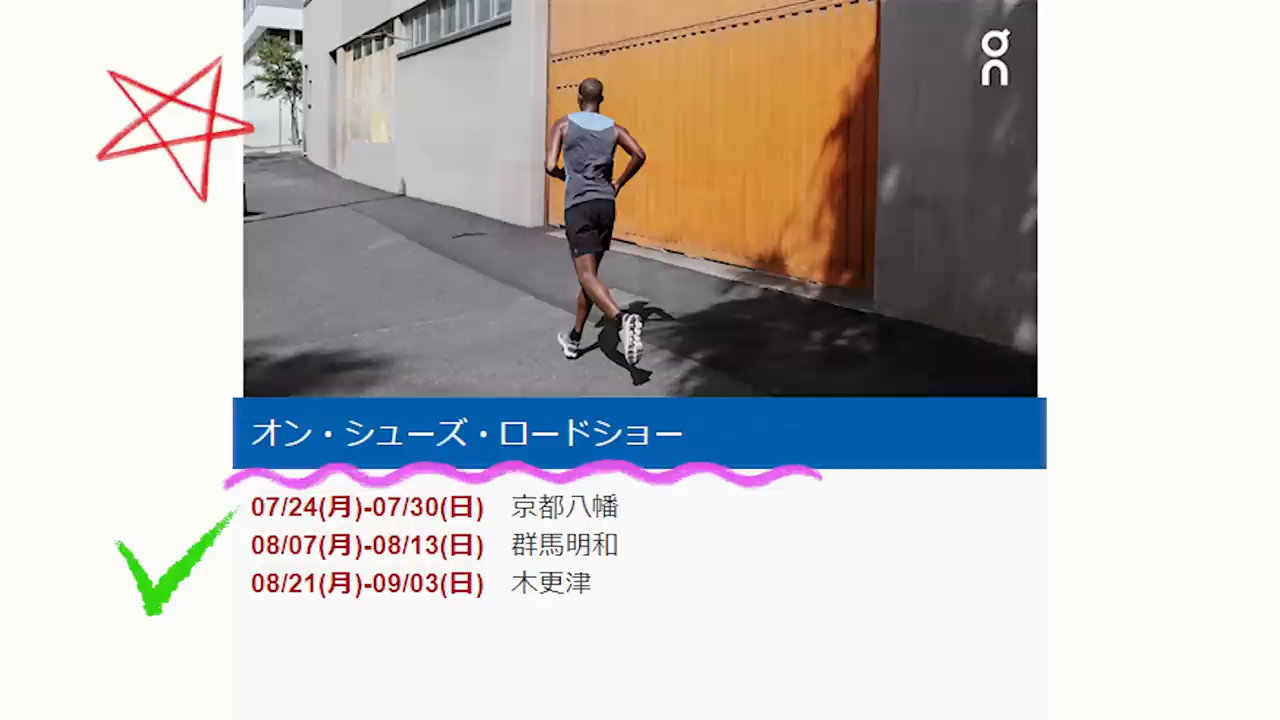 on
オン・シューズ・ロードショー
07/24(月)-07/30(日) 京都八幡
08/07(月)-08/13(日) 群馬明和
08/21(月)-09/03(日) 木更津